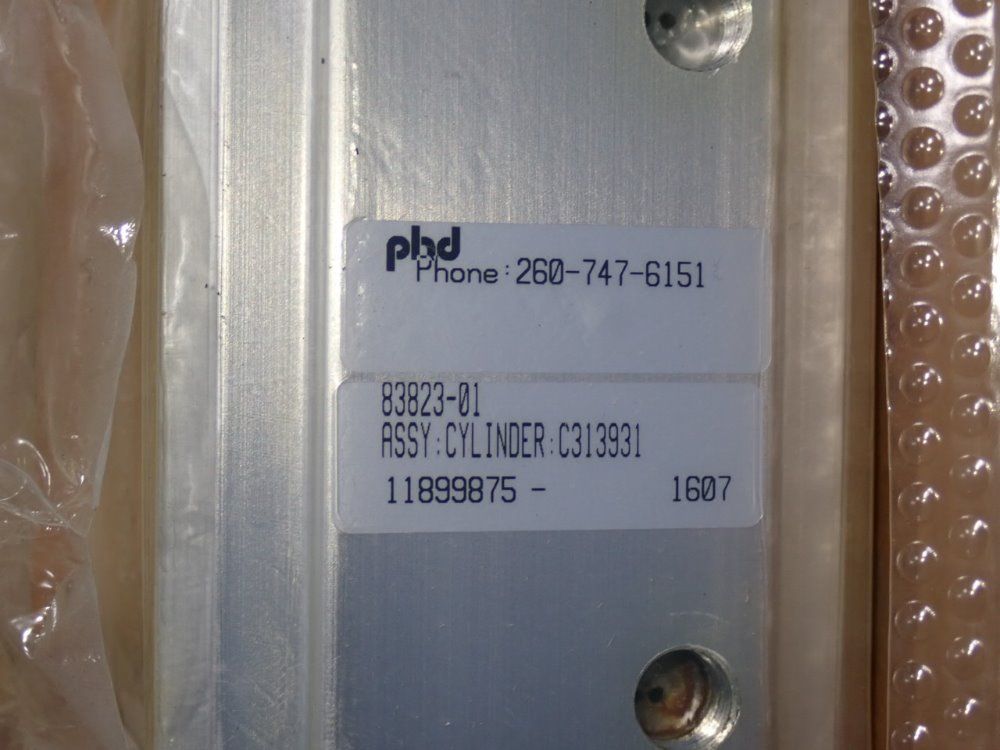 phd
Phone: 260-747-6151
83823-01
ASSY:CYLINDER:C313931
11899875 - 1607